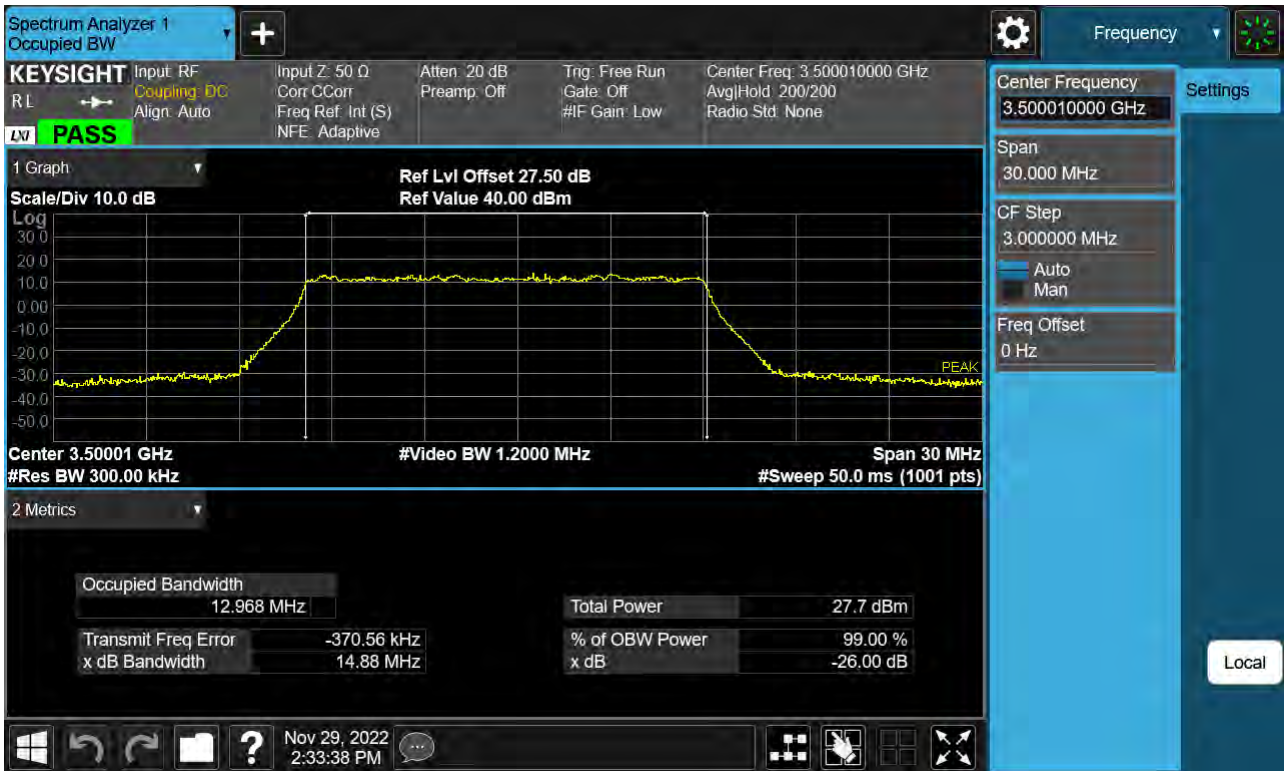 Spectrum Analyzer 1
Occupied BW
Frequency
KEYSIGHT
RL
LXI
PASS
Input: RF
Coupling: DC
Align: Auto
Input Z: 50 Ω
Corr CCorr
Freq Ref: Int (S)
NFE: Adaptive
Atten: 20 dB
Preamp: Off
Trig: Free Run
Gate: Off
#IF Gain: Low
Center Freq: 3.500010000 GHz
Avg|Hold: 200/200
Radio Std: None
Center Frequency
3.500010000 GHz
Settings
Span
30.000 MHz
CF Step
3.000000 MHz
Auto
Man
Freq Offset
0 Hz
1 Graph
Scale/Div 10.0 dB
Ref Lvl Offset 27.50 dB
Ref Value 40.00 dBm
Log
30.0
20.0
10.0
0.00
-10.0
-20.0
-30.0
-40.0
-50.0
PEAK
Center 3.50001 GHz
#Video BW 1.2000 MHz
Span 30 MHz
#Res BW 300.00 kHz
#Sweep 50.0 ms (1001 pts)
2 Metrics
Occupied Bandwidth
12.968 MHz
Total Power 27.7 dBm
Transmit Freq Error -370.56 kHz
% of OBW Power 99.00 %
x dB Bandwidth 14.88 MHz
x dB -26.00 dB
Local
?
Nov 29, 2022
2:33:38 PM